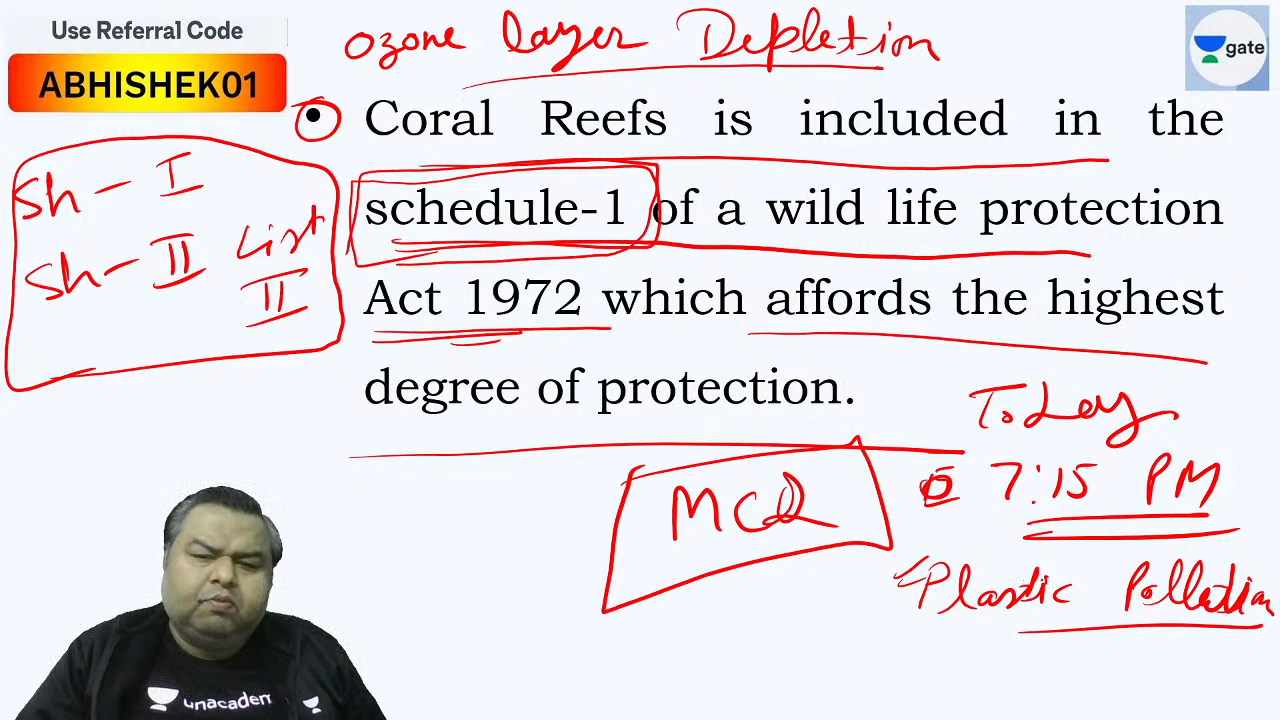 Use Referral Code
ABHISHEK01
gate
Ozone layer Depletion
• Coral Reefs is included in the
schedule-1 of a wild life protection
Act 1972 which affords the highest
degree of protection.
Sh - I
Sh - II List
II
Today
7:15 PM
MCQ
Plastic Pollution
unacadem